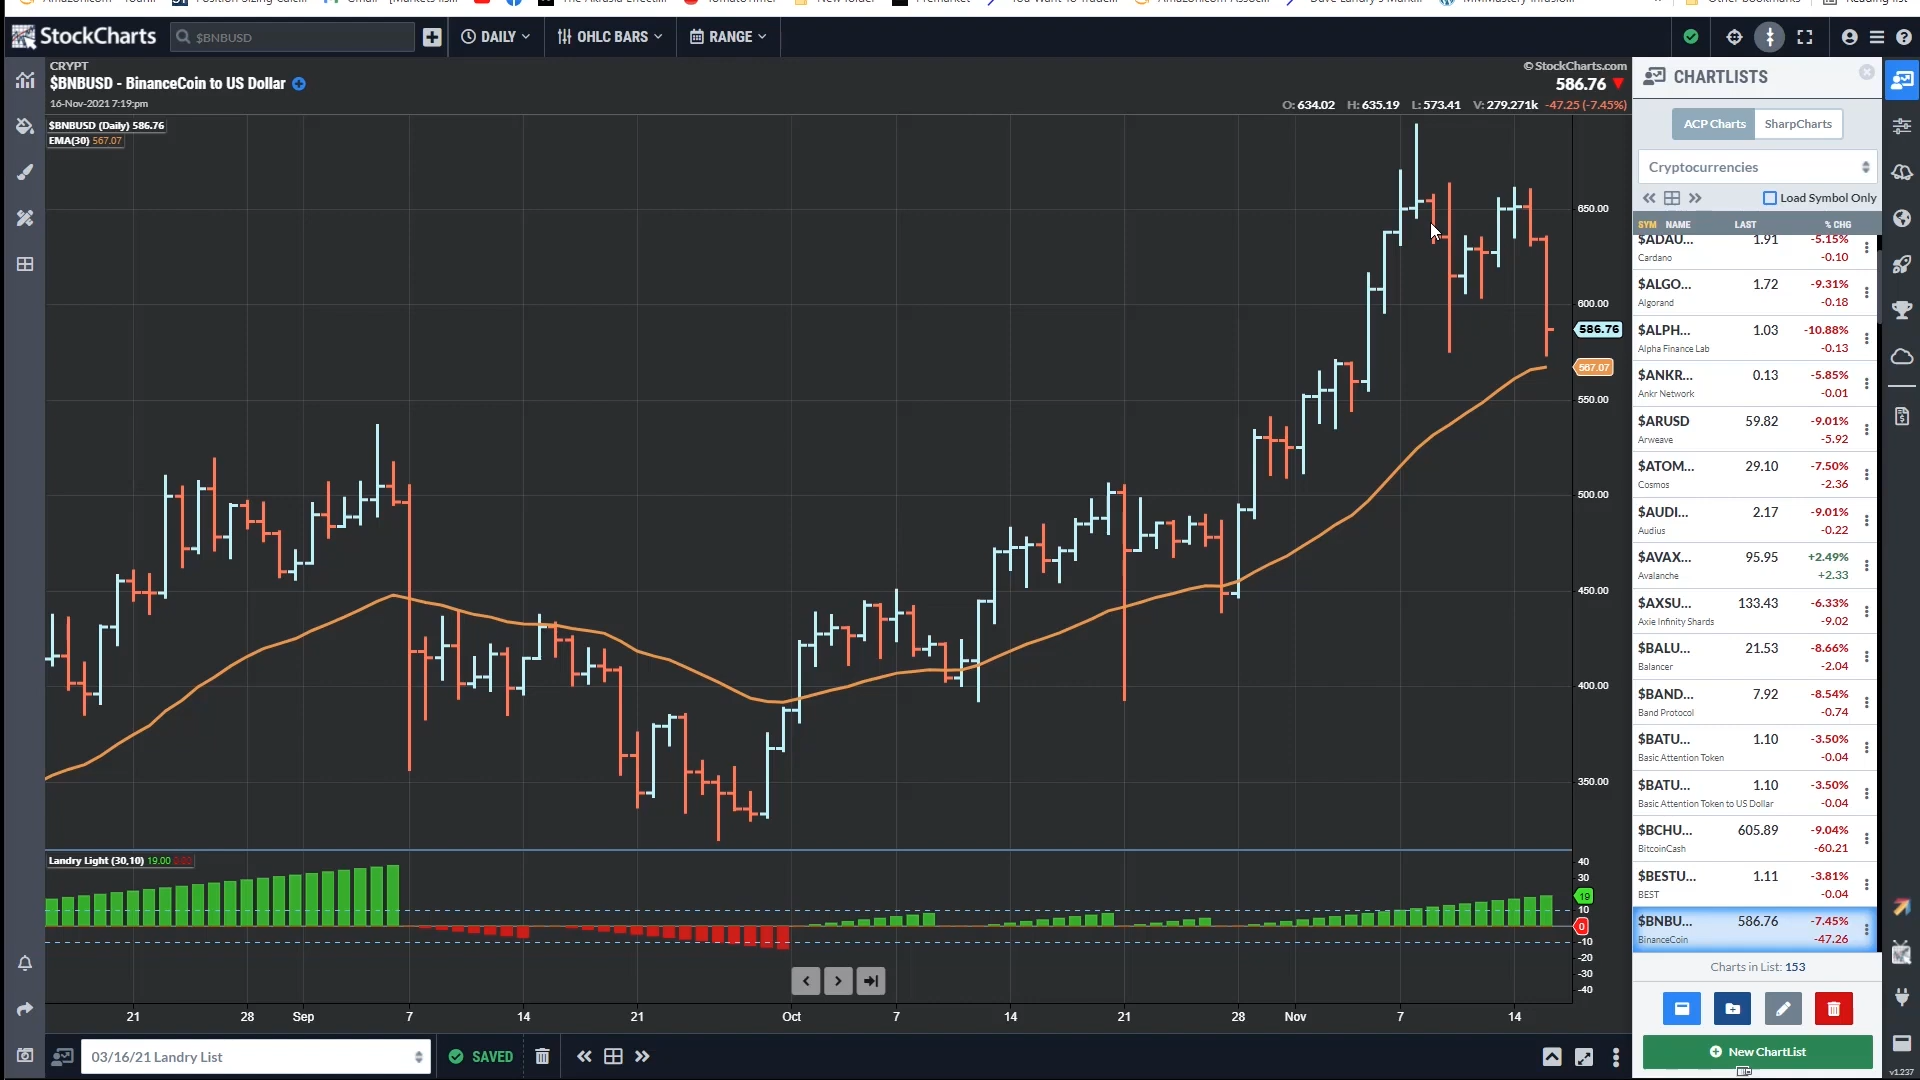 StockCharts
$BNBUSD
DAILY
OHLC BARS
RANGE
CRYPT
$BNBUSD - BinanceCoin to US Dollar
16-Nov-2021 7:19:pm
© StockCharts.com
586.76
O: 634.02 H: 635.19 L: 573.41 V: 279.271k -47.25 (-7.45%)
$BNBUSD (Daily) 586.76
EMA(30) 567.07
650.00
600.00
586.76
567.07
550.00
500.00
450.00
400.00
350.00
Landry Light (30,10) 19.00
40
30
19
10
0
-10
-20
-30
-40
21
28
Sep
7
14
21
Oct
7
14
21
28
Nov
7
14
03/16/21 Landry List
SAVED
CHARTLISTS
ACP Charts
SharpCharts
Cryptocurrencies
Load Symbol Only
SYM NAME LAST % CHG
$ADAU... 1.91 -5.15%
Cardano -0.10
$ALGO... 1.72 -9.31%
Algorand -0.18
$ALPH... 1.03 -10.88%
Alpha Finance Lab -0.13
$ANKR... 0.13 -5.85%
Ankr Network -0.01
$ARUSD 59.82 -9.01%
Arweave -5.92
$ATOM... 29.10 -7.50%
Cosmos -2.36
$AUDI... 2.17 -9.01%
Audius -0.22
$AVAX... 95.95 +2.49%
Avalanche +2.33
$AXSU... 133.43 -6.33%
Axie Infinity Shards -9.02
$BALU... 21.53 -8.66%
Balancer -2.04
$BAND... 7.92 -8.54%
Band Protocol -0.74
$BATU... 1.10 -3.50%
Basic Attention Token -0.04
$BATU... 1.10 -3.50%
Basic Attention Token to US Dollar -0.04
$BCHU... 605.89 -9.04%
BitcoinCash -60.21
$BESTU... 1.11 -3.81%
BEST -0.04
$BNBU... 586.76 -7.45%
BinanceCoin -47.26
Charts in List: 153
New ChartList
v1.237